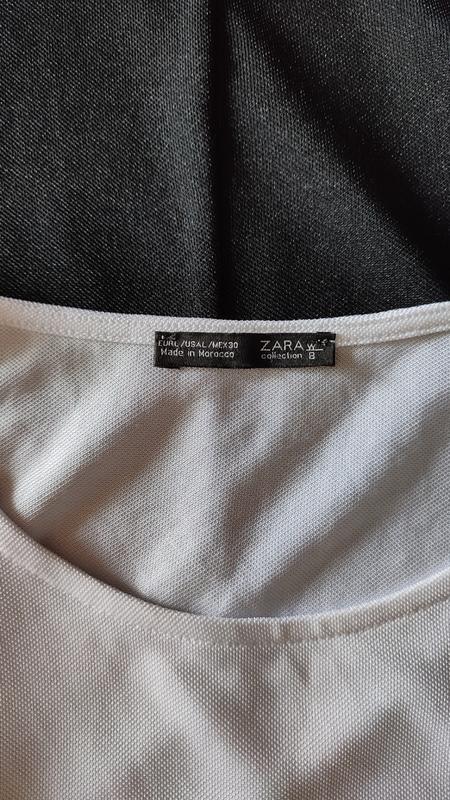 EUR L /USA L /MEX 30
Made in Morocco
ZARA W&B
collection